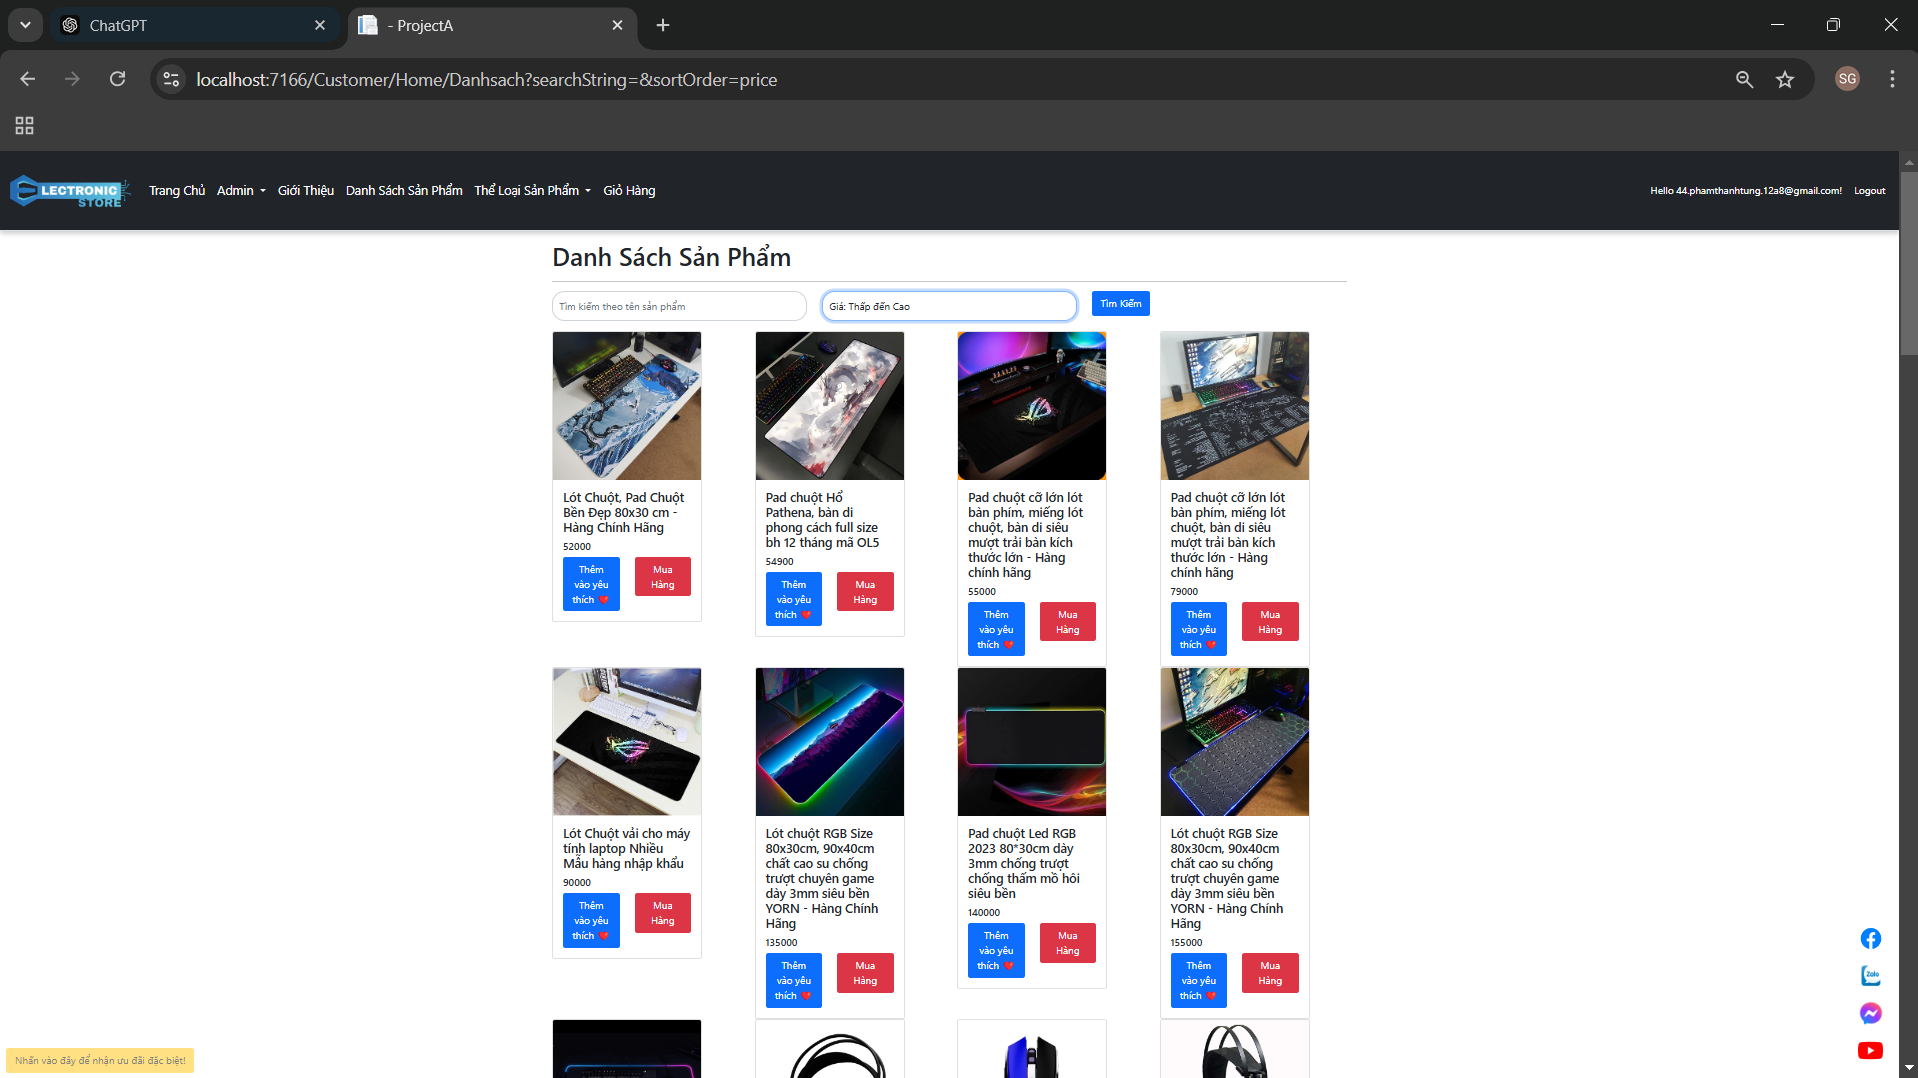 ChatGPT
- ProjectA
localhost:7166/Customer/Home/Danhsach?searchString=&sortOrder=price
SG
ELECTRONIC
STORE
Trang Chủ
Admin
Giới Thiệu
Danh Sách Sản Phẩm
Thể Loại Sản Phẩm
Giỏ Hàng
Hello 44.phamthanhtung.12a8@gmail.com!
Logout
Danh Sách Sản Phẩm
Tìm kiếm theo tên sản phẩm
Giá: Thấp đến Cao
Tìm Kiếm
Lót Chuột, Pad Chuột
Bền Đẹp 80x30 cm -
Hàng Chính Hãng
52000
Thêm
vào yêu
thích ❤️
Mua
Hàng
Pad chuột Hổ
Pathena, bàn di
phong cách full size
bh 12 tháng mã OL5
54900
Thêm
vào yêu
thích ❤️
Mua
Hàng
Pad chuột cỡ lớn lót
bàn phím, miếng lót
chuột, bàn di siêu
mượt trải bàn kích
thước lớn - Hàng
chính hãng
55000
Thêm
vào yêu
thích ❤️
Mua
Hàng
Pad chuột cỡ lớn lót
bàn phím, miếng lót
chuột, bàn di siêu
mượt trải bàn kích
thước lớn - Hàng
chính hãng
79000
Thêm
vào yêu
thích ❤️
Mua
Hàng
Lót Chuột vải cho máy
tính laptop Nhiều
Mẫu hàng nhập khẩu
90000
Thêm
vào yêu
thích ❤️
Mua
Hàng
Lót chuột RGB Size
80x30cm, 90x40cm
chất cao su chống
trượt chuyên game
dày 3mm siêu bền
YORN - Hàng Chính
Hãng
135000
Thêm
vào yêu
thích ❤️
Mua
Hàng
Pad chuột Led RGB
2023 80*30cm dày
3mm chống trượt
chống thấm mồ hôi
siêu bền
140000
Thêm
vào yêu
thích ❤️
Mua
Hàng
Lót chuột RGB Size
80x30cm, 90x40cm
chất cao su chống
trượt chuyên game
dày 3mm siêu bền
YORN - Hàng Chính
Hãng
155000
Thêm
vào yêu
thích ❤️
Mua
Hàng
Zalo
Nhấn vào đây để nhận ưu đãi đặc biệt!